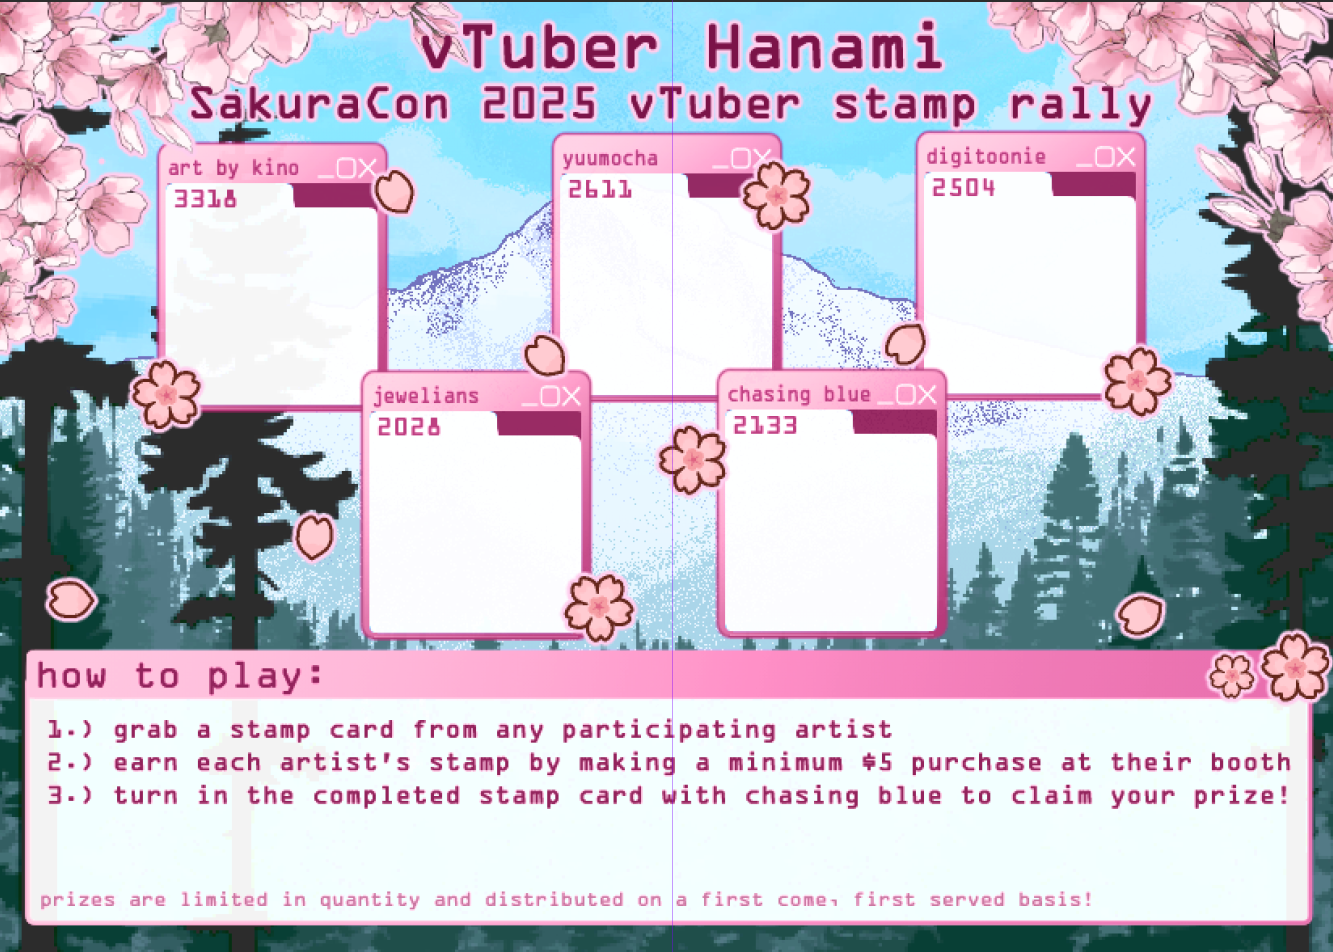 vTuber Hanami
SakuraCon 2025 vTuber stamp rally
art by kino
3318
yuumocha
2611
digitoonie
2504
jewelians
2028
chasing blue
2133
how to play:
1.) grab a stamp card from any participating artist
2.) earn each artist's stamp by making a minimum $5 purchase at their booth
3.) turn in the completed stamp card with chasing blue to claim your prize!
prizes are limited in quantity and distributed on a first come, first served basis!